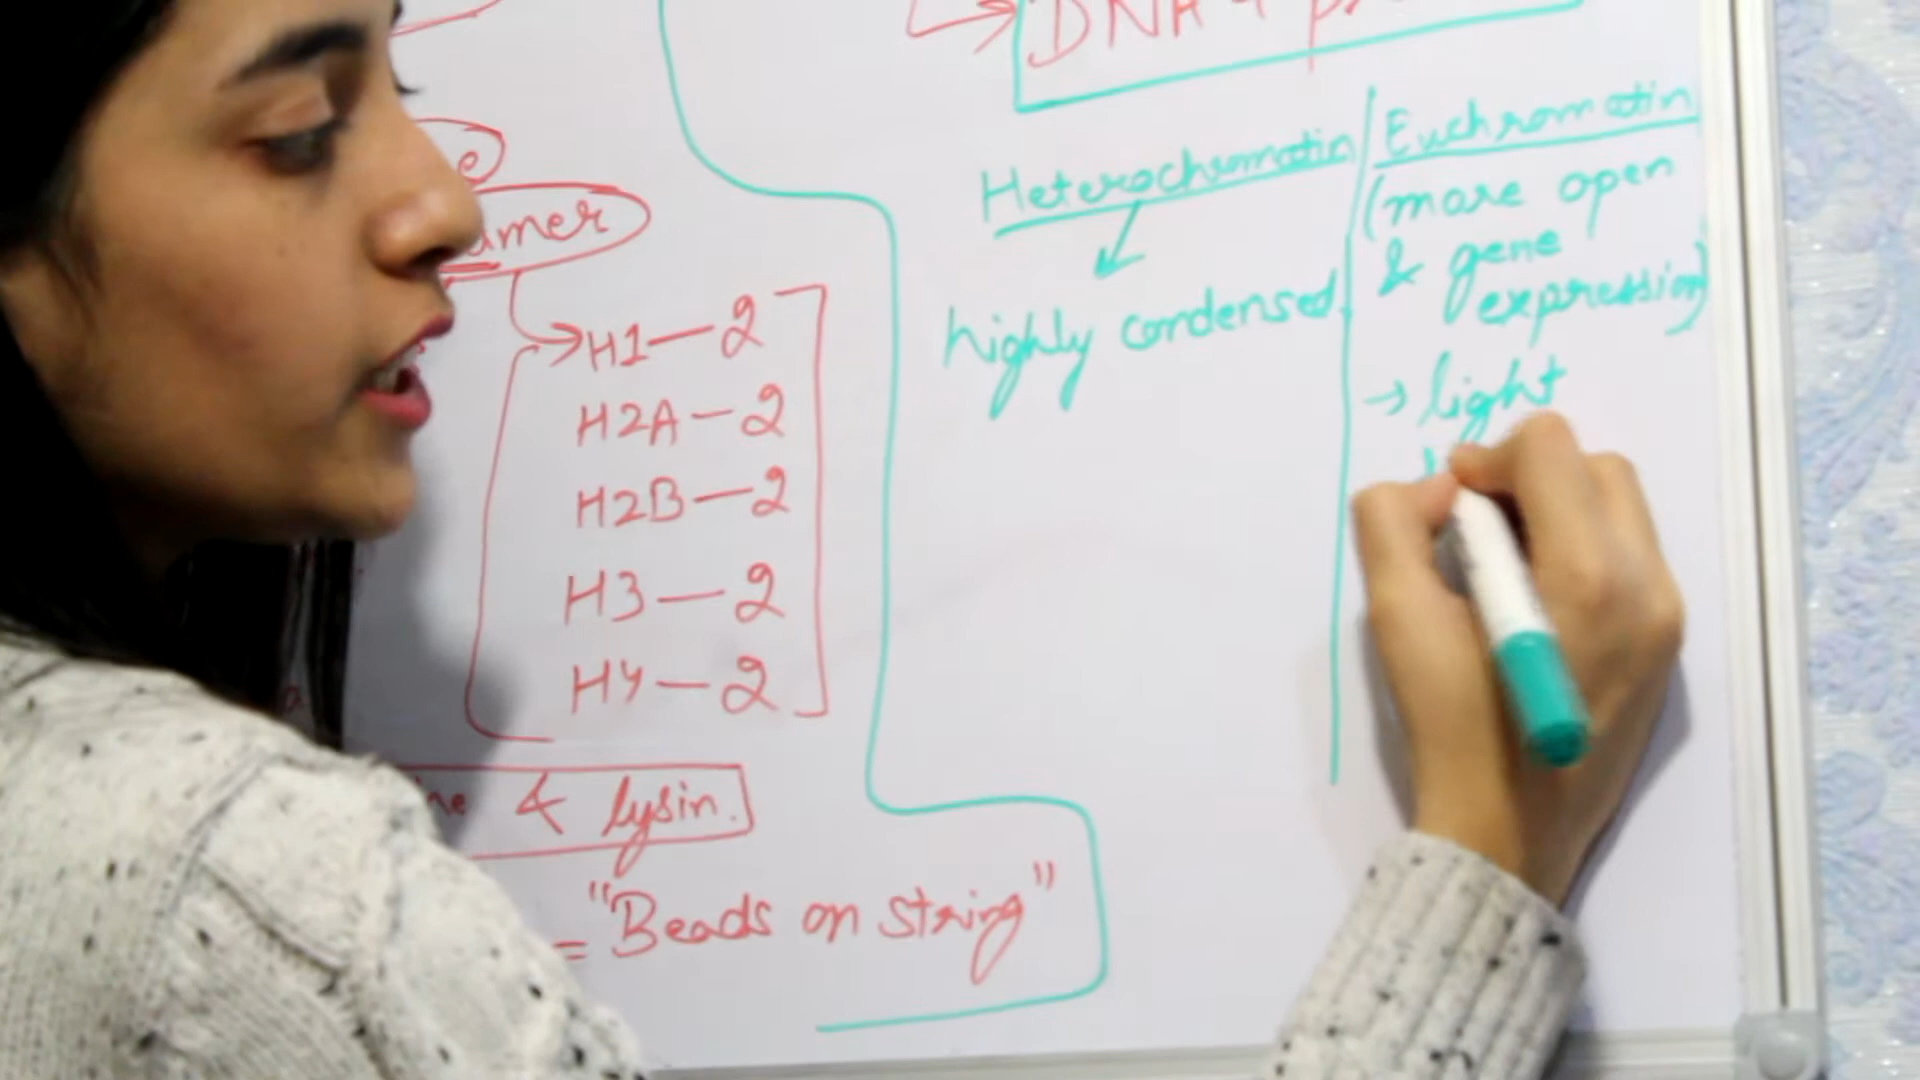 DNA +
Heterochromatin
highly condensed.
Euchromatin
(more open
& gene
expression)
→ light
H1—2
H2A—2
H2B—2
H3—2
H4—2
& lysin.
= "Beads on string"